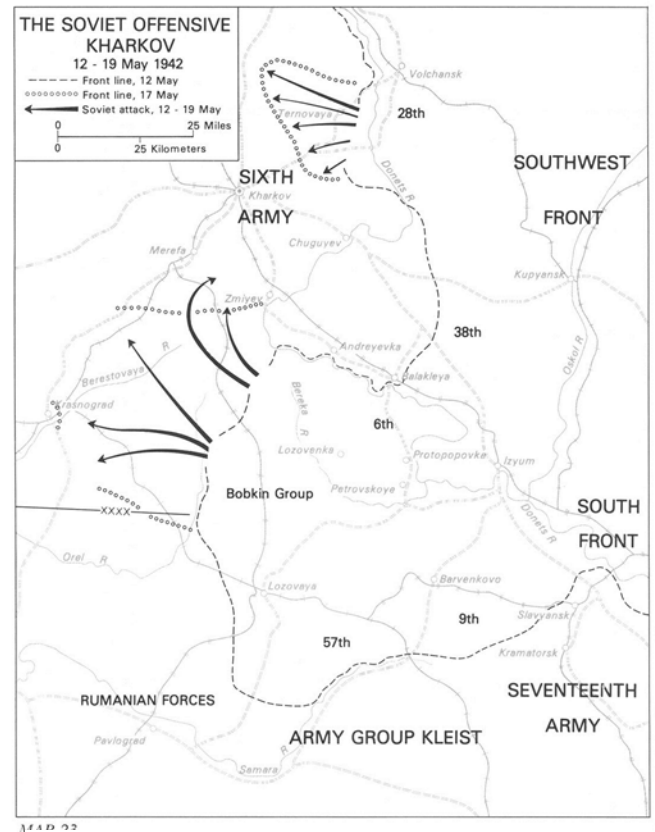 THE SOVIET OFFENSIVE
KHARKOV
12 - 19 May 1942
Front line, 12 May
Front line, 17 May
Soviet attack, 12 - 19 May
0 25 Miles
0 25 Kilometers
Volchansk
Ternovaya
28th
SOUTHWEST
FRONT
Donets R
SIXTH
ARMY
Kharkov
Chuguyev
Merefa
Kupyansk
Zmiyev
38th
Oskol R
Andreyevka
Balakleya
Berestovaya R
Krasnograd
Bereka R
6th
Lozovenka
Protopopovka
Izyum
Petrovskoye
Bobkin Group
XXXX
SOUTH
FRONT
Donets R
Orel R
Lozovaya
Barvenkovo
Slavyansk
9th
57th
Kramatorsk
RUMANIAN FORCES
SEVENTEENTH
ARMY
Pavlograd
ARMY GROUP KLEIST
Samara R
MAP 23